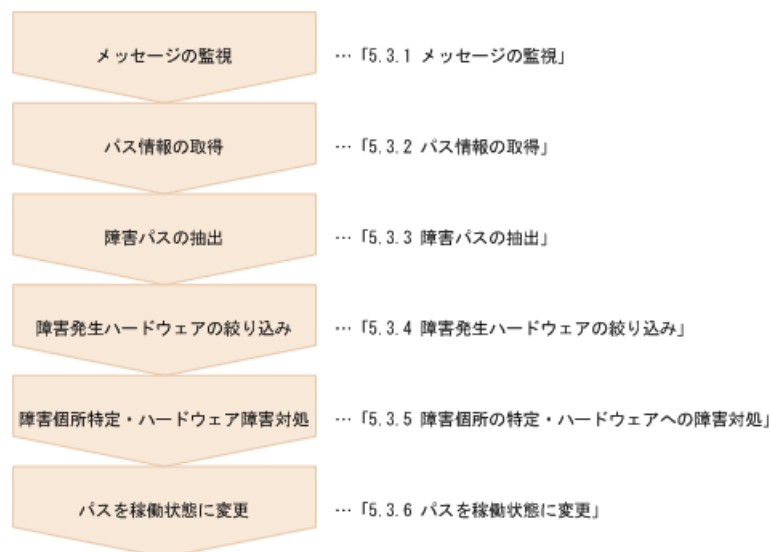 メッセージの監視 … 「5.3.1 メッセージの監視」
パス情報の取得 … 「5.3.2 パス情報の取得」
障害パスの抽出 … 「5.3.3 障害パスの抽出」
障害発生ハードウェアの絞り込み … 「5.3.4 障害発生ハードウェアの絞り込み」
障害個所特定・ハードウェア障害対処 … 「5.3.5 障害個所の特定・ハードウェアへの障害対処」
パスを稼働状態に変更 … 「5.3.6 パスを稼働状態に変更」